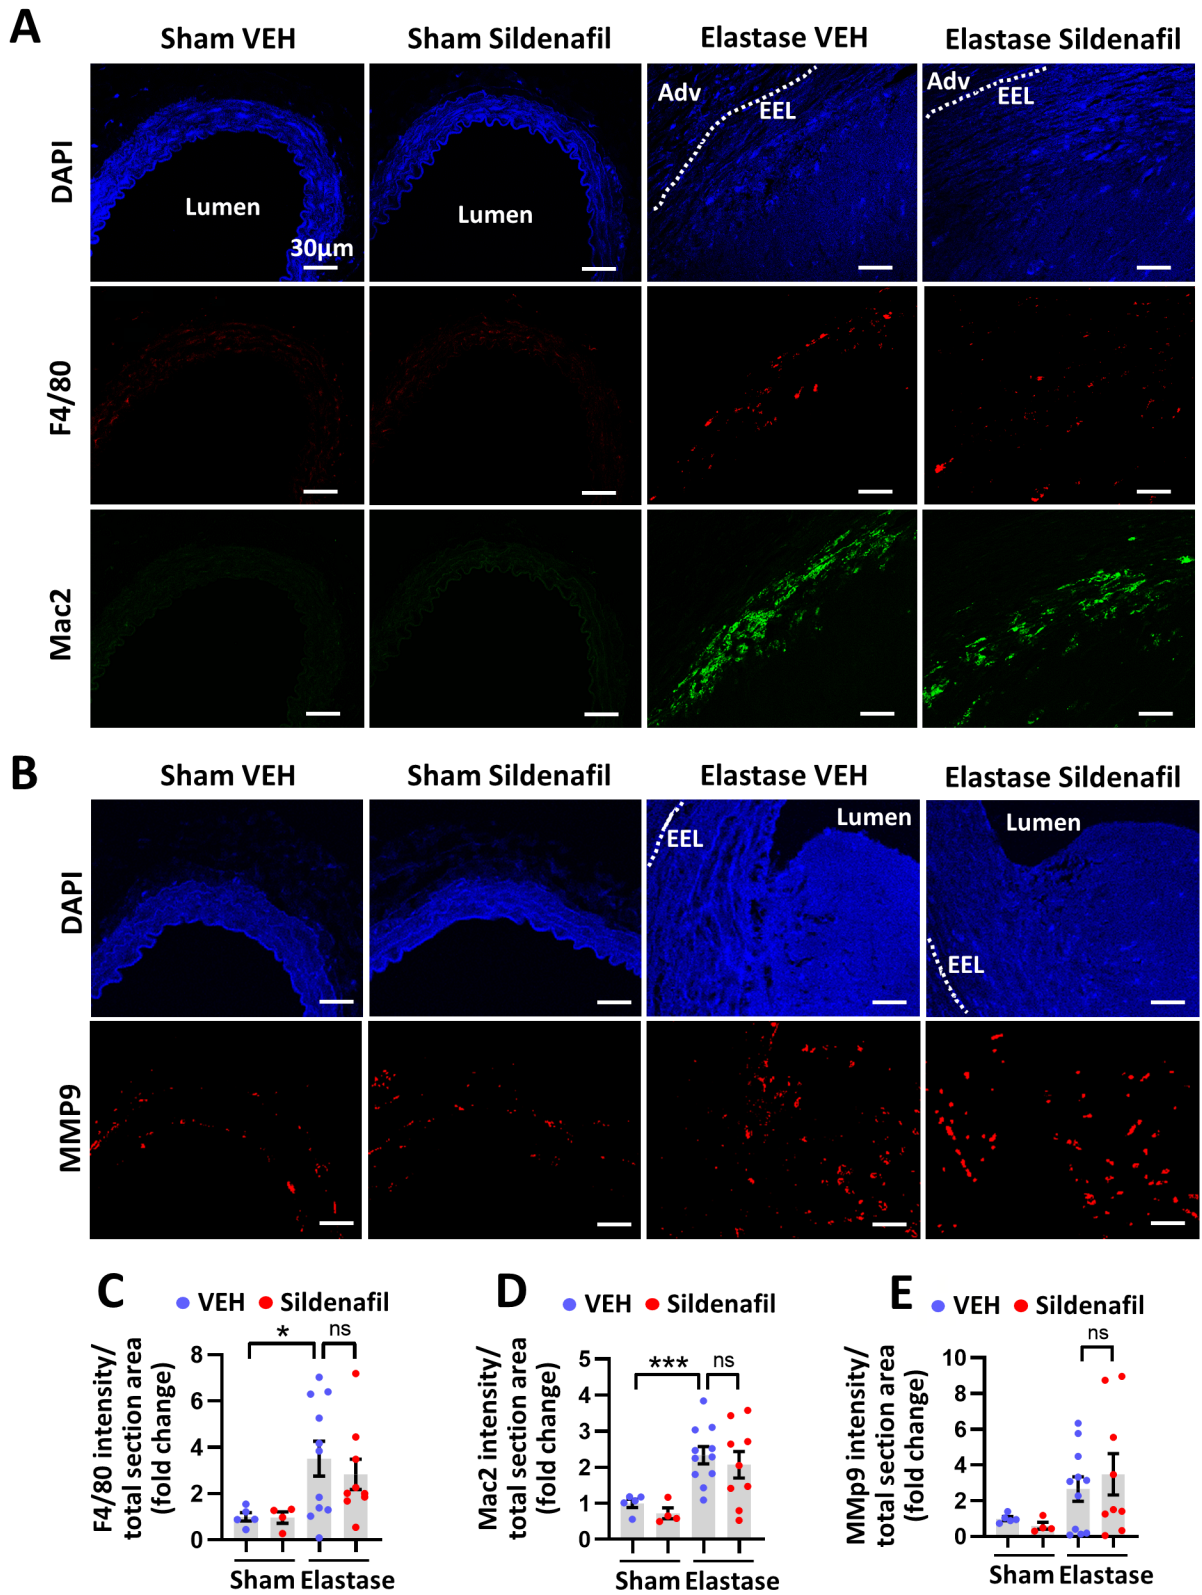 A
Sham VEH
Sham Sildenafil
Elastase VEH
Elastase Sildenafil
DAPI
Lumen
30µm
Lumen
Adv
EEL
Adv
EEL
F4/80
Mac2
B
Sham VEH
Sham Sildenafil
Elastase VEH
Elastase Sildenafil
DAPI
EEL
Lumen
Lumen
EEL
MMP9
C
VEH
Sildenafil
F4/80 intensity/
total section area
(fold change)
8
6
4
2
0
*
ns
Sham Elastase
D
VEH
Sildenafil
Mac2 intensity/
total section area
(fold change)
5
4
3
2
1
0
***
ns
Sham Elastase
E
VEH
Sildenafil
MMp9 intensity/
total section area
(fold change)
10
8
6
4
2
0
ns
Sham Elastase